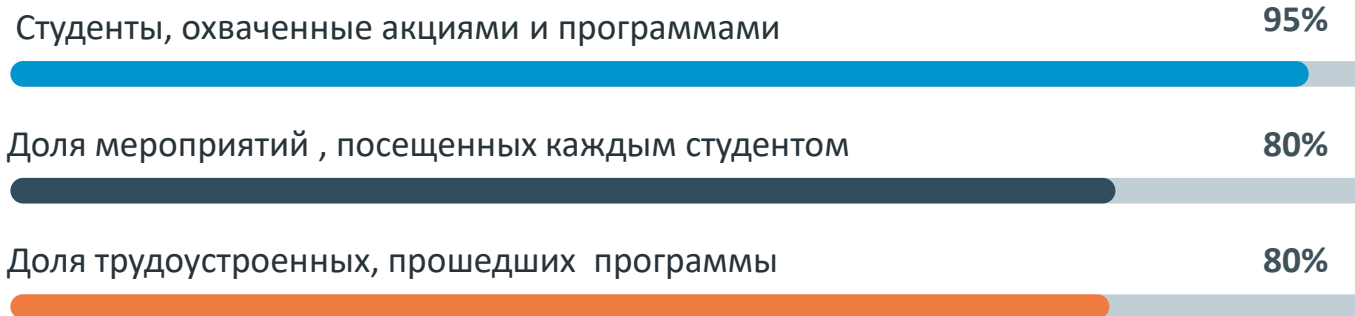 Студенты, охваченные акциями и программами 95%
Доля мероприятий , посещенных каждым студентом 80%
Доля трудоустроенных, прошедших программы 80%